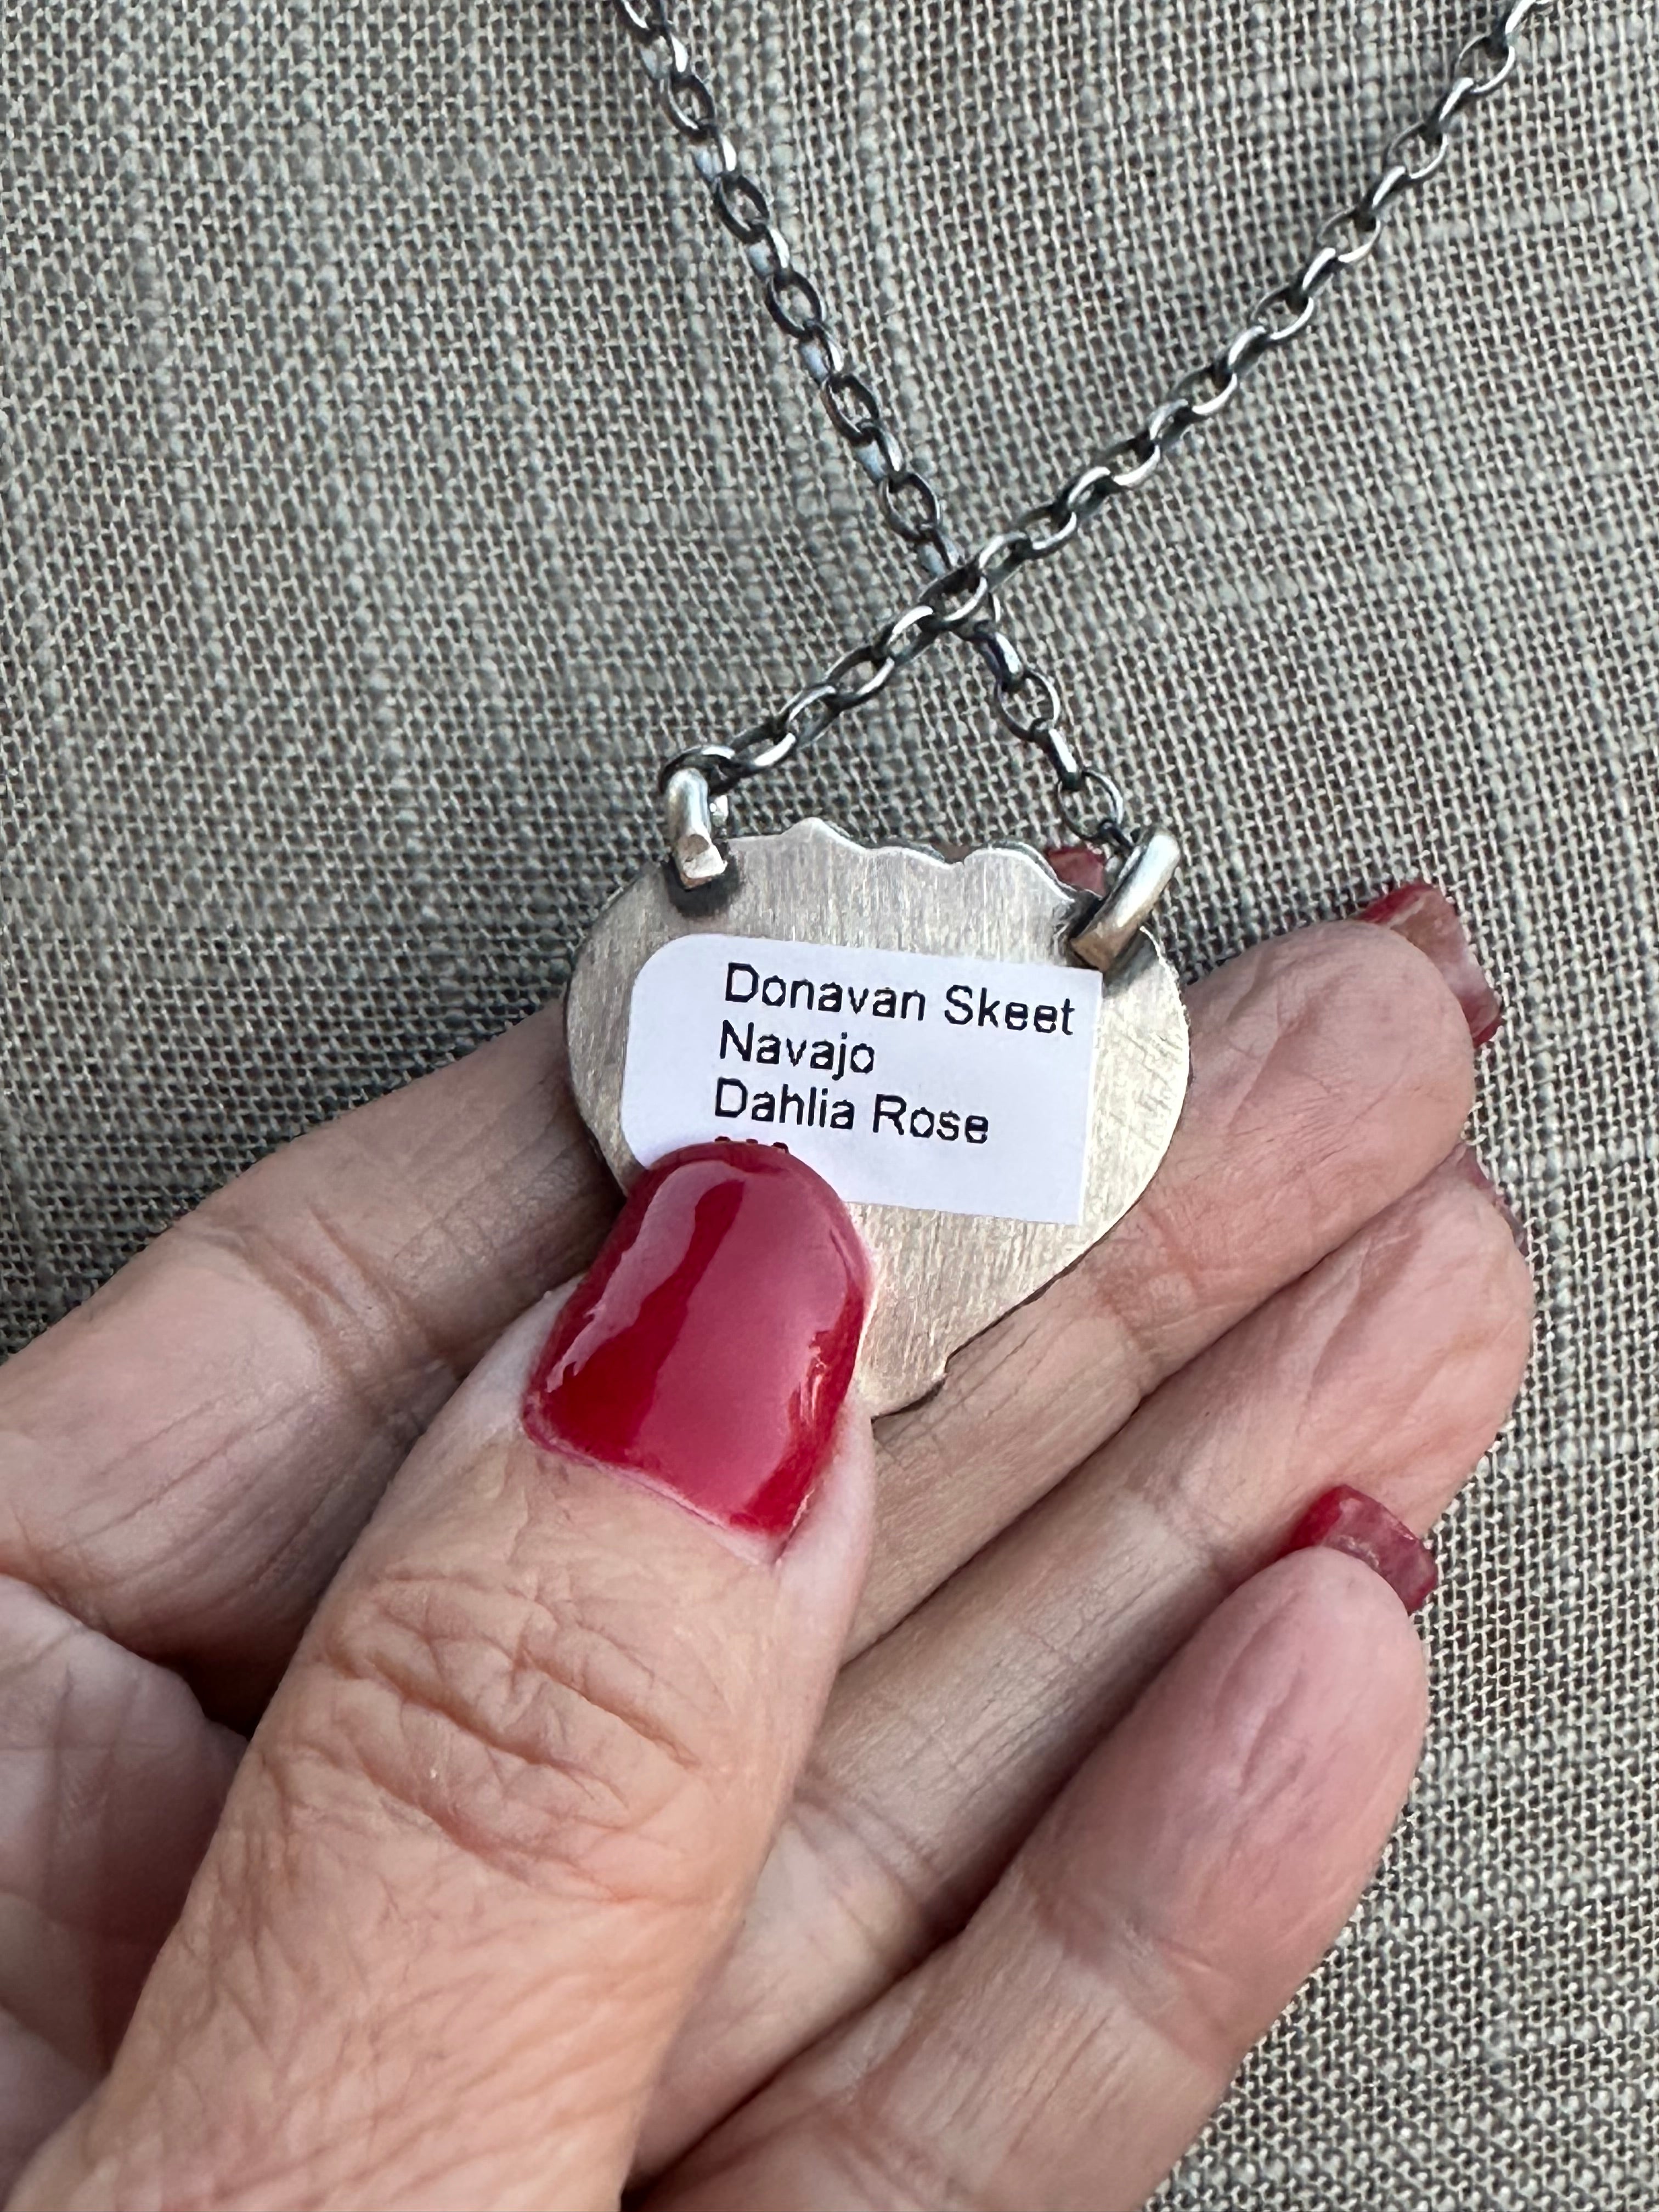 Donavan Skeet
Navajo
Dahlia Rose